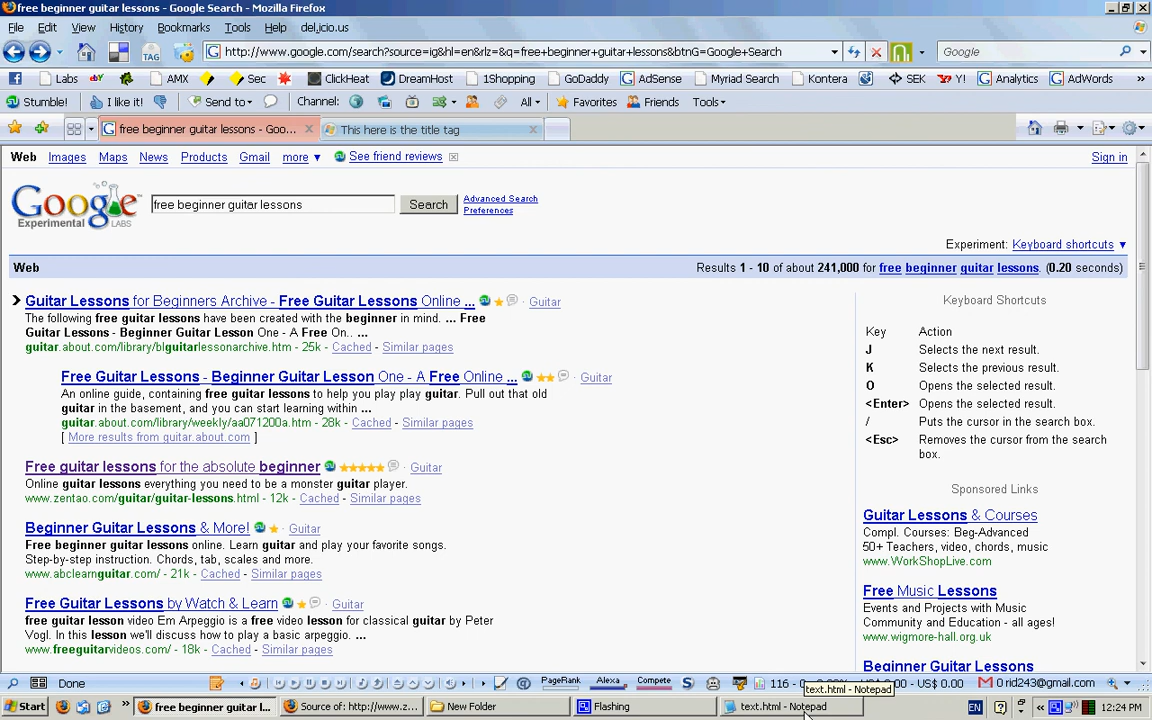 free beginner guitar lessons - Google Search - Mozilla Firefox
File Edit View History Bookmarks Tools Help del.icio.us
TAG http://www.google.com/search?source=ig&hl=en&rlz=&q=free+beginner+guitar+lessons&btnG=Google+Search Google
Labs AMX Sec ClickHeat DreamHost 1Shopping GoDaddy AdSense Myriad Search Kontera SEK Y! Analytics AdWords »
Stumble! I like it! Send to Channel: All Favorites Friends Tools
free beginner guitar lessons - Goo... This here is the title tag
Web Images Maps News Products Gmail more ▼ See friend reviews Sign in
Google Experimental LABS
free beginner guitar lessons Search Advanced Search
Preferences
Experiment: Keyboard shortcuts ▼
Web Results 1 - 10 of about 241,000 for free beginner guitar lessons. (0.20 seconds)
Guitar Lessons for Beginners Archive - Free Guitar Lessons Online ... Guitar
The following free guitar lessons have been created with the beginner in mind. ... Free
Guitar Lessons - Beginner Guitar Lesson One - A Free On.. ...
guitar.about.com/library/blguitarlessonarchive.htm - 25k - Cached - Similar pages
Free Guitar Lessons - Beginner Guitar Lesson One - A Free Online ... Guitar
An online guide, containing free guitar lessons to help you play play guitar. Pull out that old
guitar in the basement, and you can start learning within ...
guitar.about.com/library/weekly/aa071200a.htm - 28k - Cached - Similar pages
[ More results from guitar.about.com ]
Free guitar lessons for the absolute beginner Guitar
Online guitar lessons everything you need to be a monster guitar player.
www.zentao.com/guitar/guitar-lessons.html - 12k - Cached - Similar pages
Beginner Guitar Lessons & More! Guitar
Free beginner guitar lessons online. Learn guitar and play your favorite songs.
Step-by-step instruction. Chords, tab, scales and more.
www.abclearnguitar.com/ - 21k - Cached - Similar pages
Free Guitar Lessons by Watch & Learn Guitar
free guitar lesson video Em Arpeggio is a free video lesson for classical guitar by Peter
Vogl. In this lesson we'll discuss how to play a basic arpeggio. ...
www.freeguitarvideos.com/ - 18k - Cached - Similar pages
Keyboard Shortcuts
Key Action
J Selects the next result.
K Selects the previous result.
O Opens the selected result.
<Enter> Opens the selected result.
/ Puts the cursor in the search box.
<Esc> Removes the cursor from the search
box.
Sponsored Links
Guitar Lessons & Courses
Compl. Courses: Beg-Advanced
50+ Teachers, video, chords, music
www.WorkShopLive.com
Free Music Lessons
Events and Projects with Music
Community and Education - all ages!
www.wigmore-hall.org.uk
Beginner Guitar Lessons
Done PageRank Alexa Compete S 116 - US$ 0.00 - US$ 0.00 0 rid243@gmail.com
text.html - Notepad
Start » free beginner guitar l... Source of: http://www.z... New Folder Flashing text.html - Notepad EN « 12:24 PM